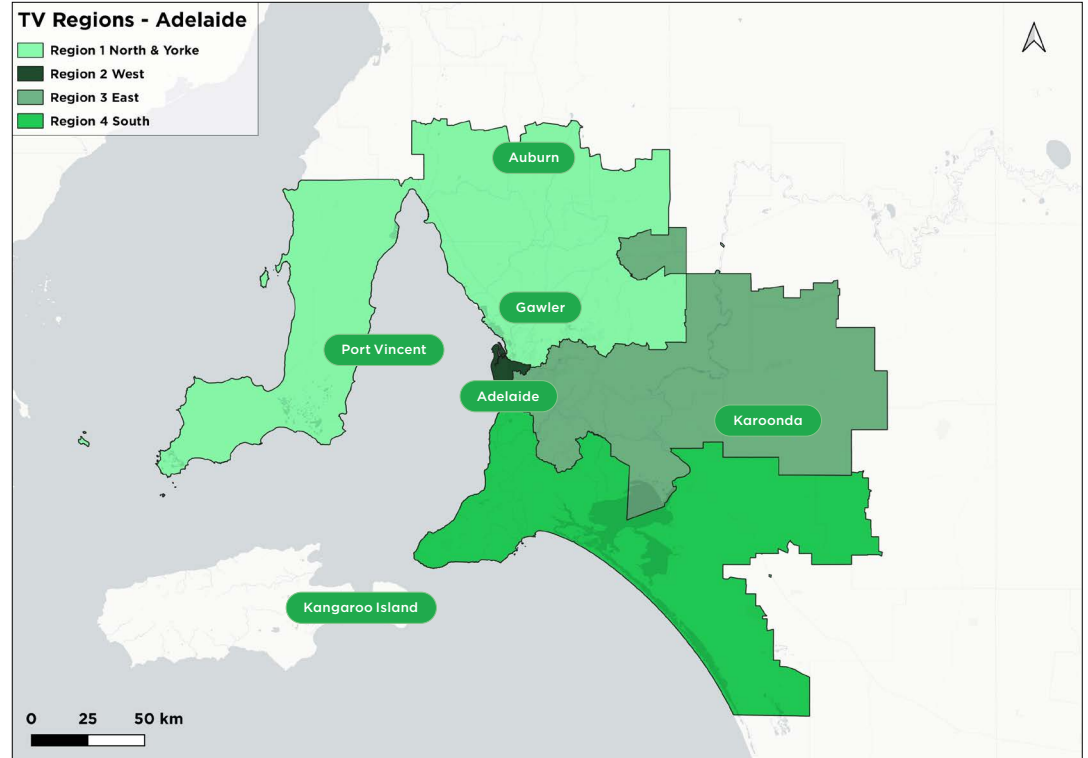 TV Regions - Adelaide
Region 1 North & Yorke
Region 2 West
Region 3 East
Region 4 South
Auburn
Gawler
Port Vincent
Adelaide
Karoonda
Kangaroo Island
0 25 50 km